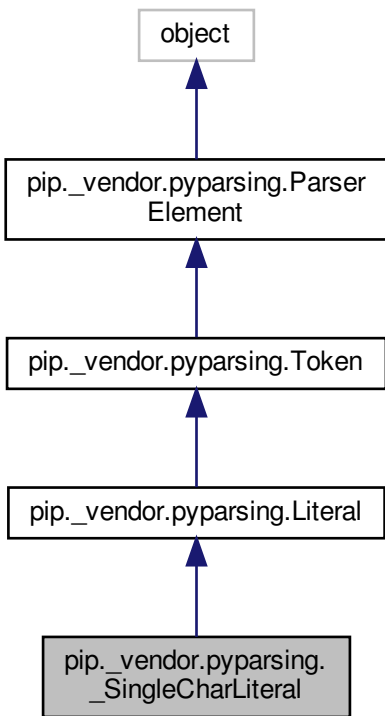 object
pip._vendor.pyparsing.Parser
Element
pip._vendor.pyparsing.Token
pip._vendor.pyparsing.Literal
pip._vendor.pyparsing.
_SingleCharLiteral